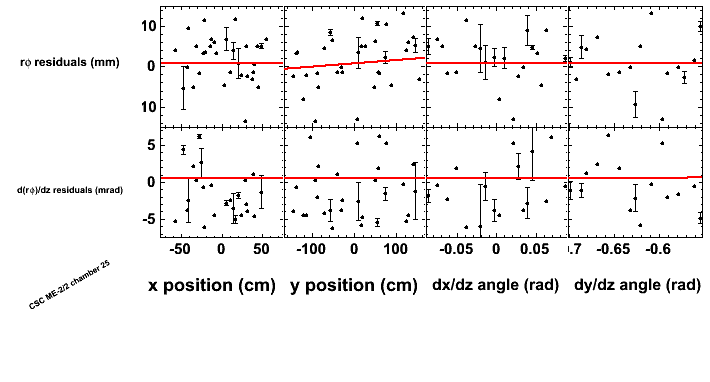 10
rφ residuals (mm)
0
10
5
d(rφ)/dz residuals (mrad)
0
-5
-50 0 50 -100 0 100 -0.05 0 0.05 .7 -0.65 -0.6
x position (cm) y position (cm) dx/dz angle (rad) dy/dz angle (rad)
CSC ME-2/2 chamber 25